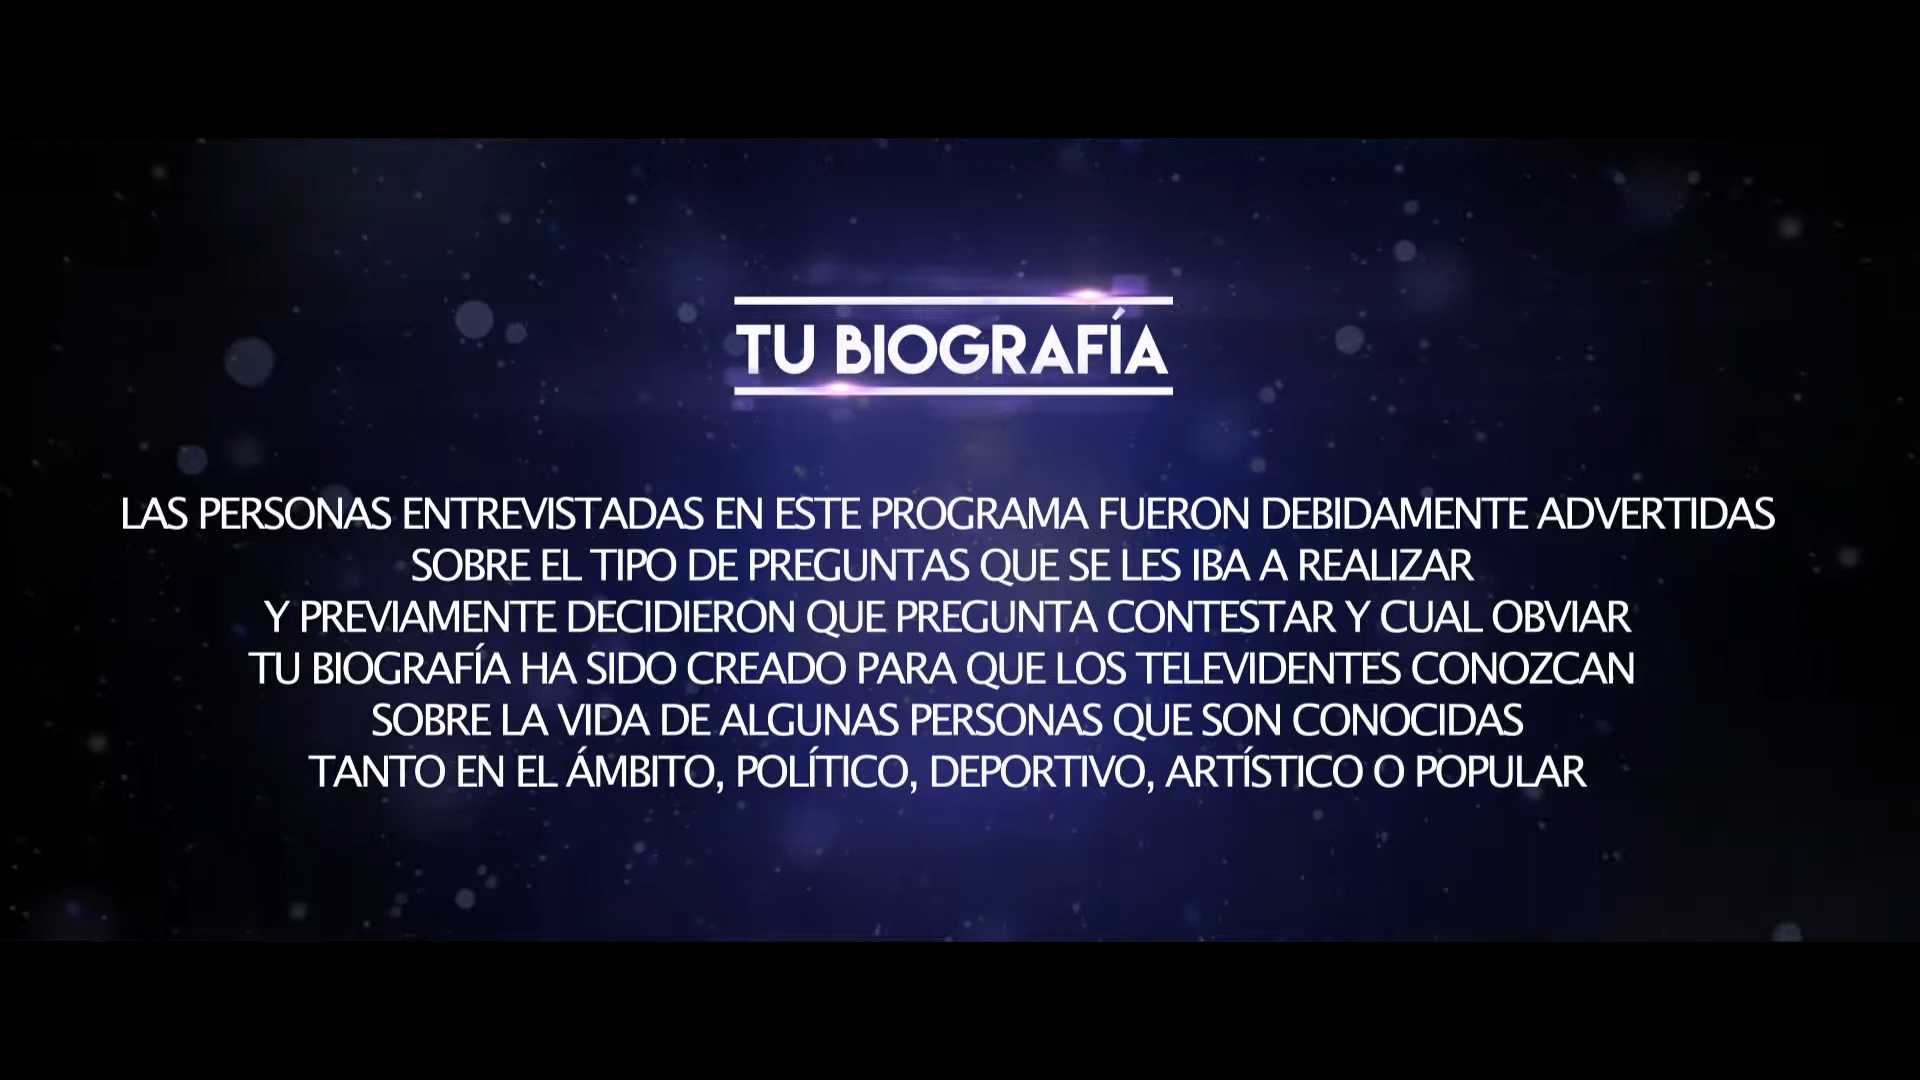 TU BIOGRAFÍA
LAS PERSONAS ENTREVISTADAS EN ESTE PROGRAMA FUERON DEBIDAMENTE ADVERTIDAS
SOBRE EL TIPO DE PREGUNTAS QUE SE LES IBA A REALIZAR
Y PREVIAMENTE DECIDIERON QUE PREGUNTA CONTESTAR Y CUAL OBVIAR
TU BIOGRAFÍA HA SIDO CREADO PARA QUE LOS TELEVIDENTES CONOZCAN
SOBRE LA VIDA DE ALGUNAS PERSONAS QUE SON CONOCIDAS
TANTO EN EL ÁMBITO, POLÍTICO, DEPORTIVO, ARTÍSTICO O POPULAR